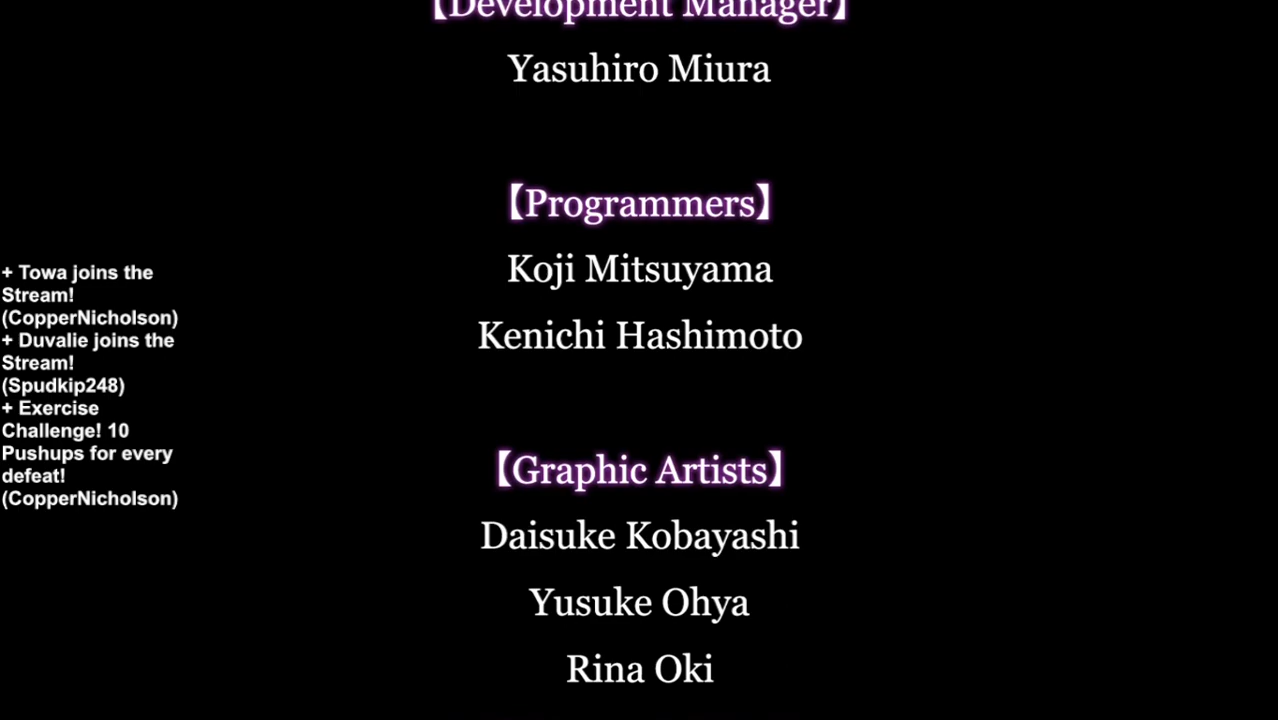 【Development Manager】
Yasuhiro Miura
【Programmers】
Koji Mitsuyama
Kenichi Hashimoto
【Graphic Artists】
Daisuke Kobayashi
Yusuke Ohya
Rina Oki
+ Towa joins the
Stream!
(CopperNicholson)
+ Duvalie joins the
Stream!
(Spudkip248)
+ Exercise
Challenge! 10
Pushups for every
defeat!
(CopperNicholson)